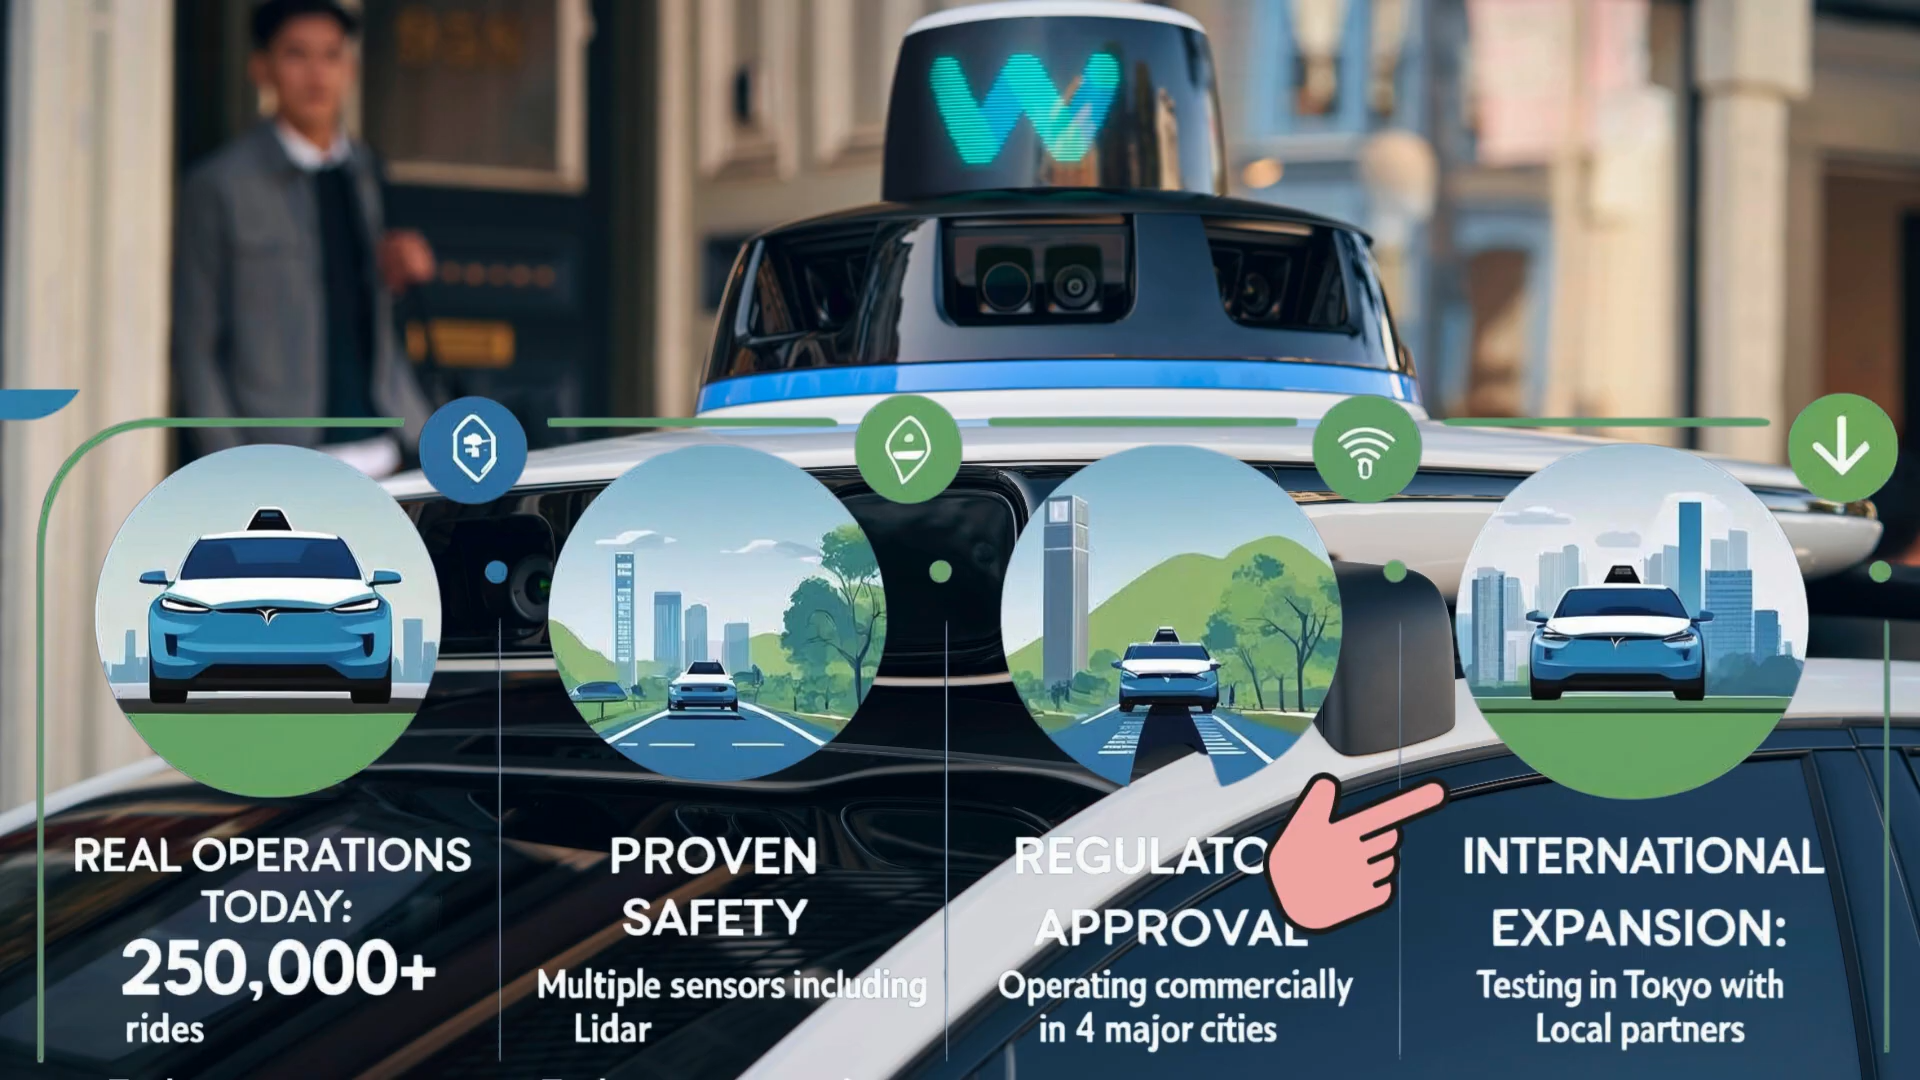 W
REAL OPERATIONS
TODAY:
250,000+
rides
PROVEN
SAFETY
Multiple sensors including
Lidar
REGULATO
APPROVAL
Operating commercially
in 4 major cities
INTERNATIONAL
EXPANSION:
Testing in Tokyo with
Local partners